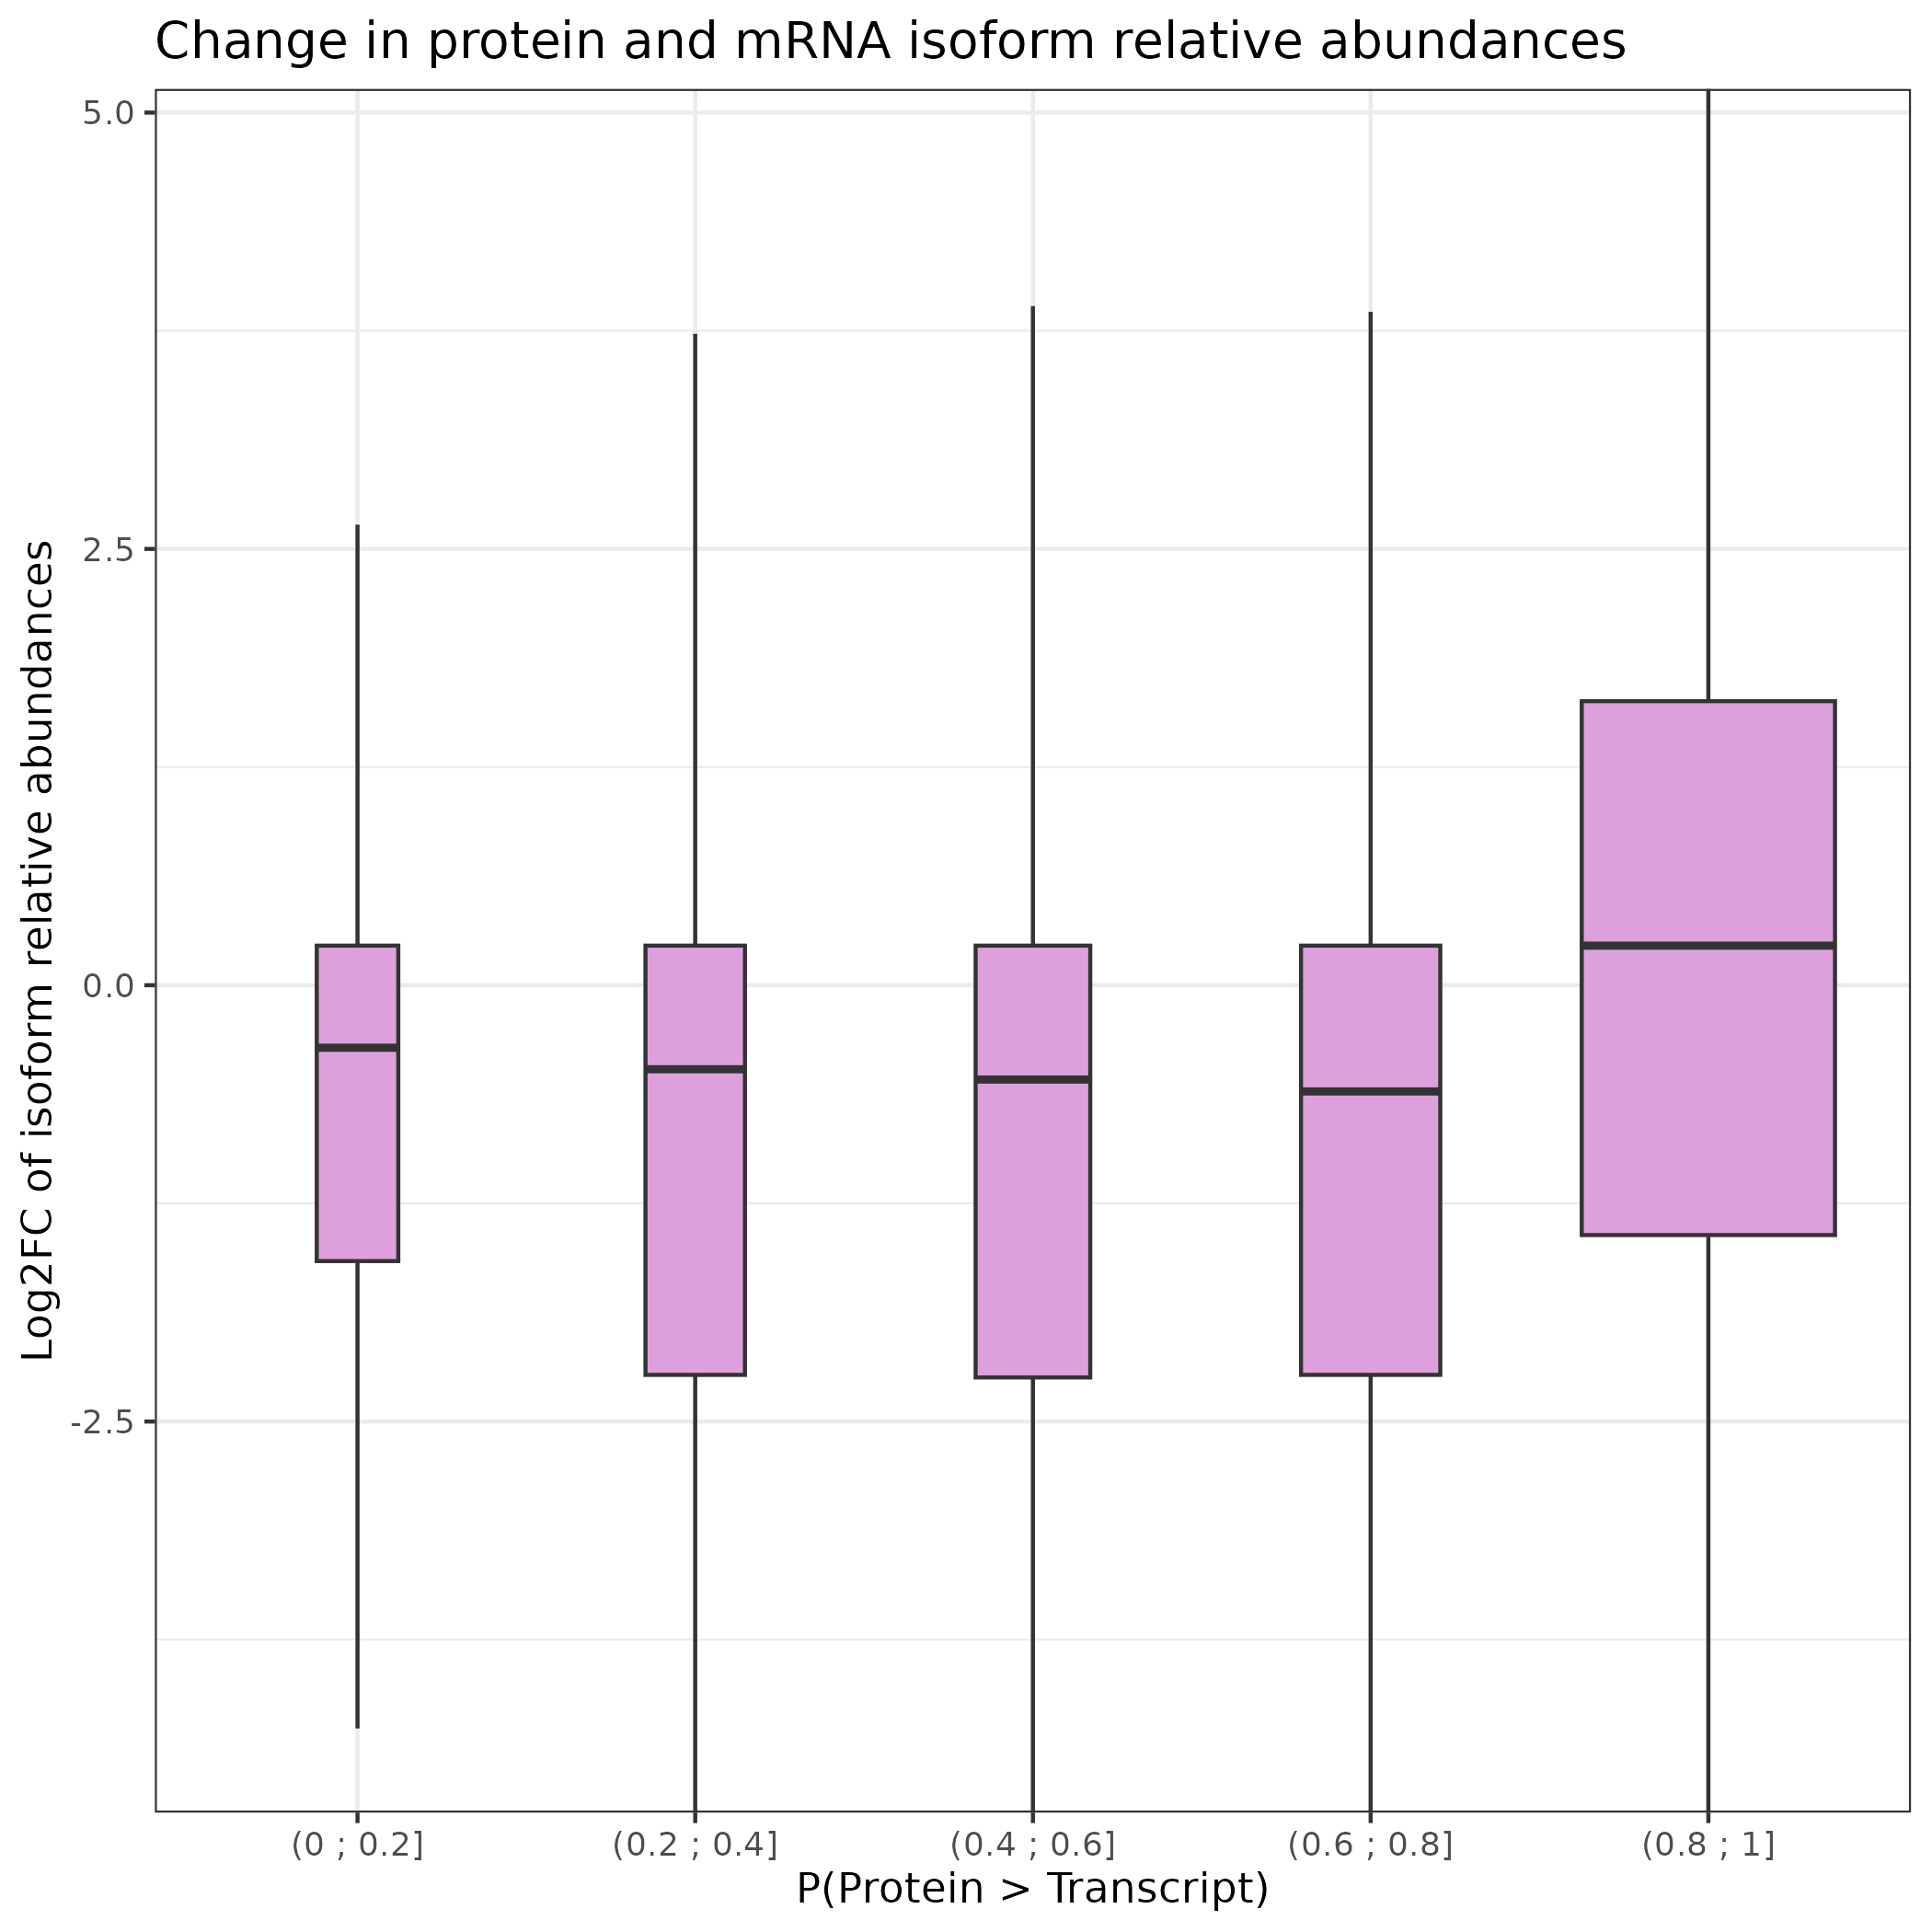 Change in protein and mRNA isoform relative abundances
Log2FC of isoform relative abundances
5.0
2.5
0.0
-2.5
(0 ; 0.2]
(0.2 ; 0.4]
(0.4 ; 0.6]
(0.6 ; 0.8]
(0.8 ; 1]
P(Protein > Transcript)